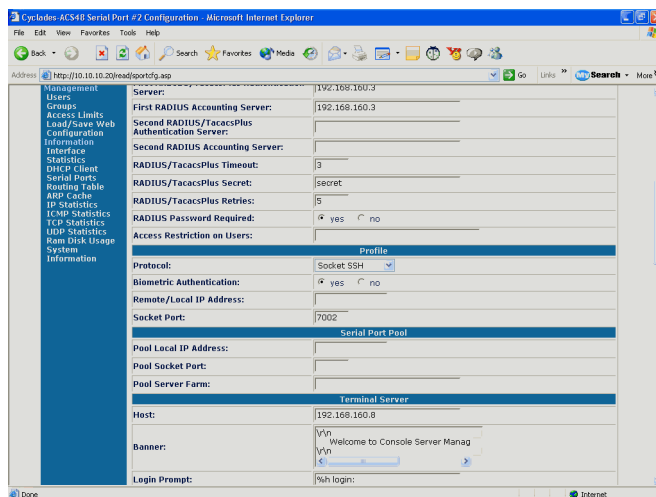 Cyclades-ACS48 Serial Port #2 Configuration - Microsoft Internet Explorer
File Edit View Favorites Tools Help
Back Search Favorites Media
Address http://10.10.10.20/read/sportcfg.asp Go Links » My Search More
Management
Users
Groups
Access Limits
Load/Save Web
Configuration
Information
Interface
Statistics
DHCP Client
Serial Ports
Routing Table
ARP Cache
IP Statistics
ICMP Statistics
TCP Statistics
UDP Statistics
Ram Disk Usage
System
Information
Server: 192.168.160.3
First RADIUS Accounting Server: 192.168.160.3
Second RADIUS/TacacsPlus
Authentication Server:
Second RADIUS Accounting Server:
RADIUS/TacacsPlus Timeout: 3
RADIUS/TacacsPlus Secret: secret
RADIUS/TacacsPlus Retries: 5
RADIUS Password Required: yes no
Access Restriction on Users:
Profile
Protocol: Socket SSH
Biometric Authentication: yes no
Remote/Local IP Address:
Socket Port: 7002
Serial Port Pool
Pool Local IP Address:
Pool Socket Port:
Pool Server Farm:
Terminal Server
Host: 192.168.160.8
Banner: \r\n
Welcome to Console Server Manag
\r\n
Login Prompt: %h login:
Done Internet